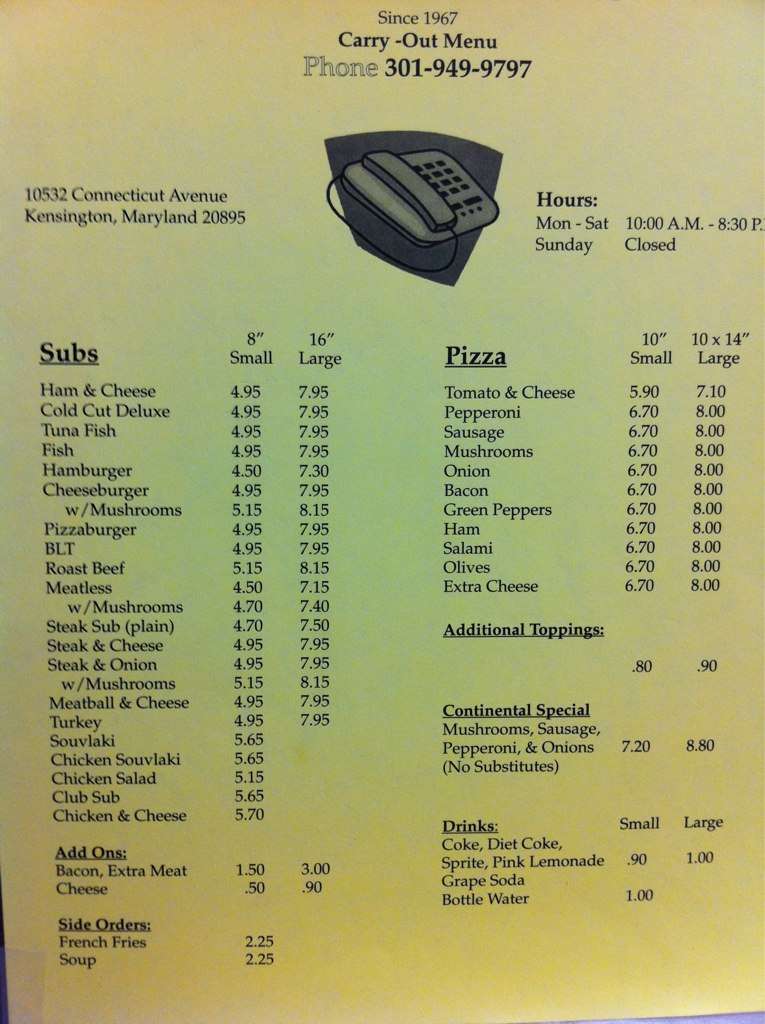 Since 1967
Carry -Out Menu
Phone 301-949-9797
10532 Connecticut Avenue
Kensington, Maryland 20895
Hours:
Mon - Sat 10:00 A.M. - 8:30 P.
Sunday Closed
Subs 8" Small 16" Large
Ham & Cheese 4.95 7.95
Cold Cut Deluxe 4.95 7.95
Tuna Fish 4.95 7.95
Fish 4.95 7.95
Hamburger 4.50 7.30
Cheeseburger 4.95 7.95
w/Mushrooms 5.15 8.15
Pizzaburger 4.95 7.95
BLT 4.95 7.95
Roast Beef 5.15 8.15
Meatless 4.50 7.15
w/Mushrooms 4.70 7.40
Steak Sub (plain) 4.70 7.50
Steak & Cheese 4.95 7.95
Steak & Onion 4.95 7.95
w/Mushrooms 5.15 8.15
Meatball & Cheese 4.95 7.95
Turkey 4.95 7.95
Souvlaki 5.65
Chicken Souvlaki 5.65
Chicken Salad 5.15
Club Sub 5.65
Chicken & Cheese 5.70
Add Ons:
Bacon, Extra Meat 1.50 3.00
Cheese .50 .90
Side Orders:
French Fries 2.25
Soup 2.25
Pizza 10" Small 10 x 14" Large
Tomato & Cheese 5.90 7.10
Pepperoni 6.70 8.00
Sausage 6.70 8.00
Mushrooms 6.70 8.00
Onion 6.70 8.00
Bacon 6.70 8.00
Green Peppers 6.70 8.00
Ham 6.70 8.00
Salami 6.70 8.00
Olives 6.70 8.00
Extra Cheese 6.70 8.00
Additional Toppings:
.80 .90
Continental Special
Mushrooms, Sausage,
Pepperoni, & Onions 7.20 8.80
(No Substitutes)
Drinks: Small Large
Coke, Diet Coke,
Sprite, Pink Lemonade .90 1.00
Grape Soda
Bottle Water 1.00